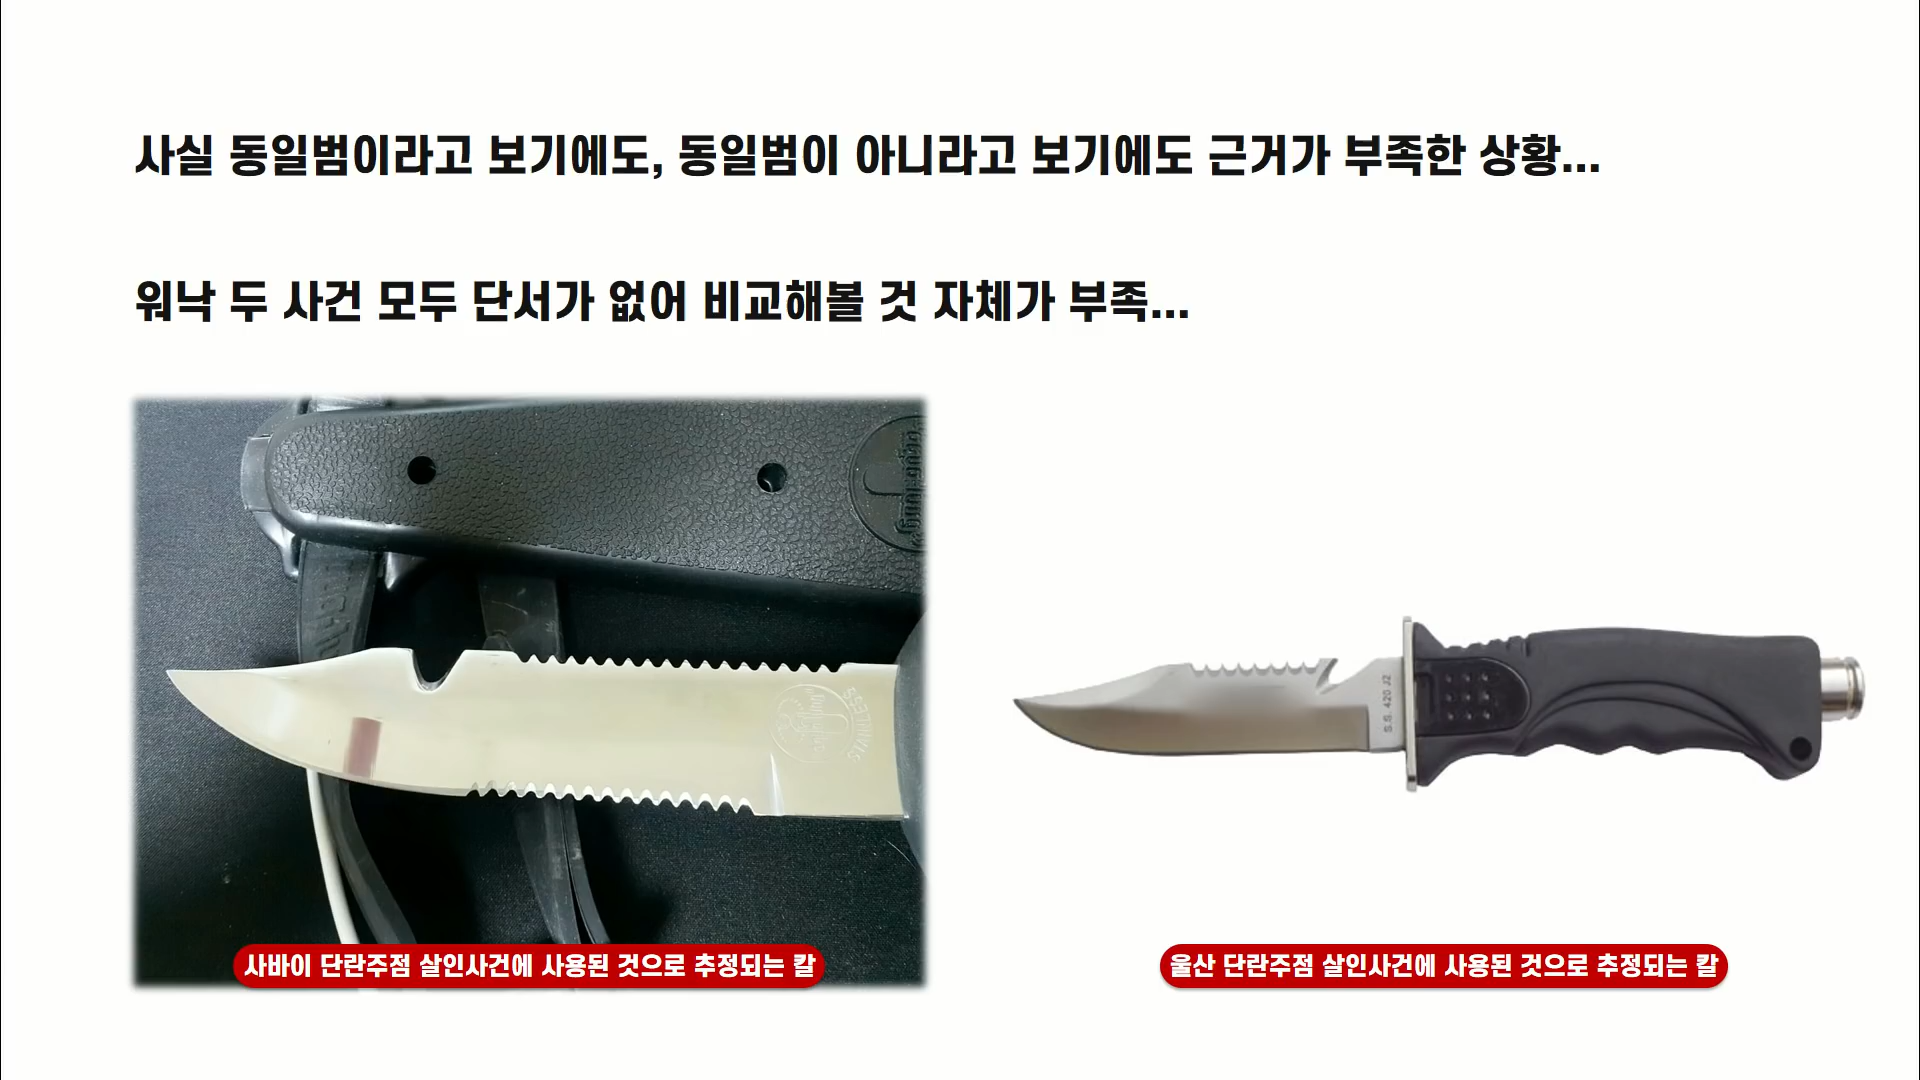 사실 동일범이라고 보기에도, 동일범이 아니라고 보기에도 근거가 부족한 상황...
워낙 두 사건 모두 단서가 없어 비교해볼 것 자체가 부족...
STAINLESS
S.S. 420 J2
사바이 단란주점 살인사건에 사용된 것으로 추정되는 칼
울산 단란주점 살인사건에 사용된 것으로 추정되는 칼